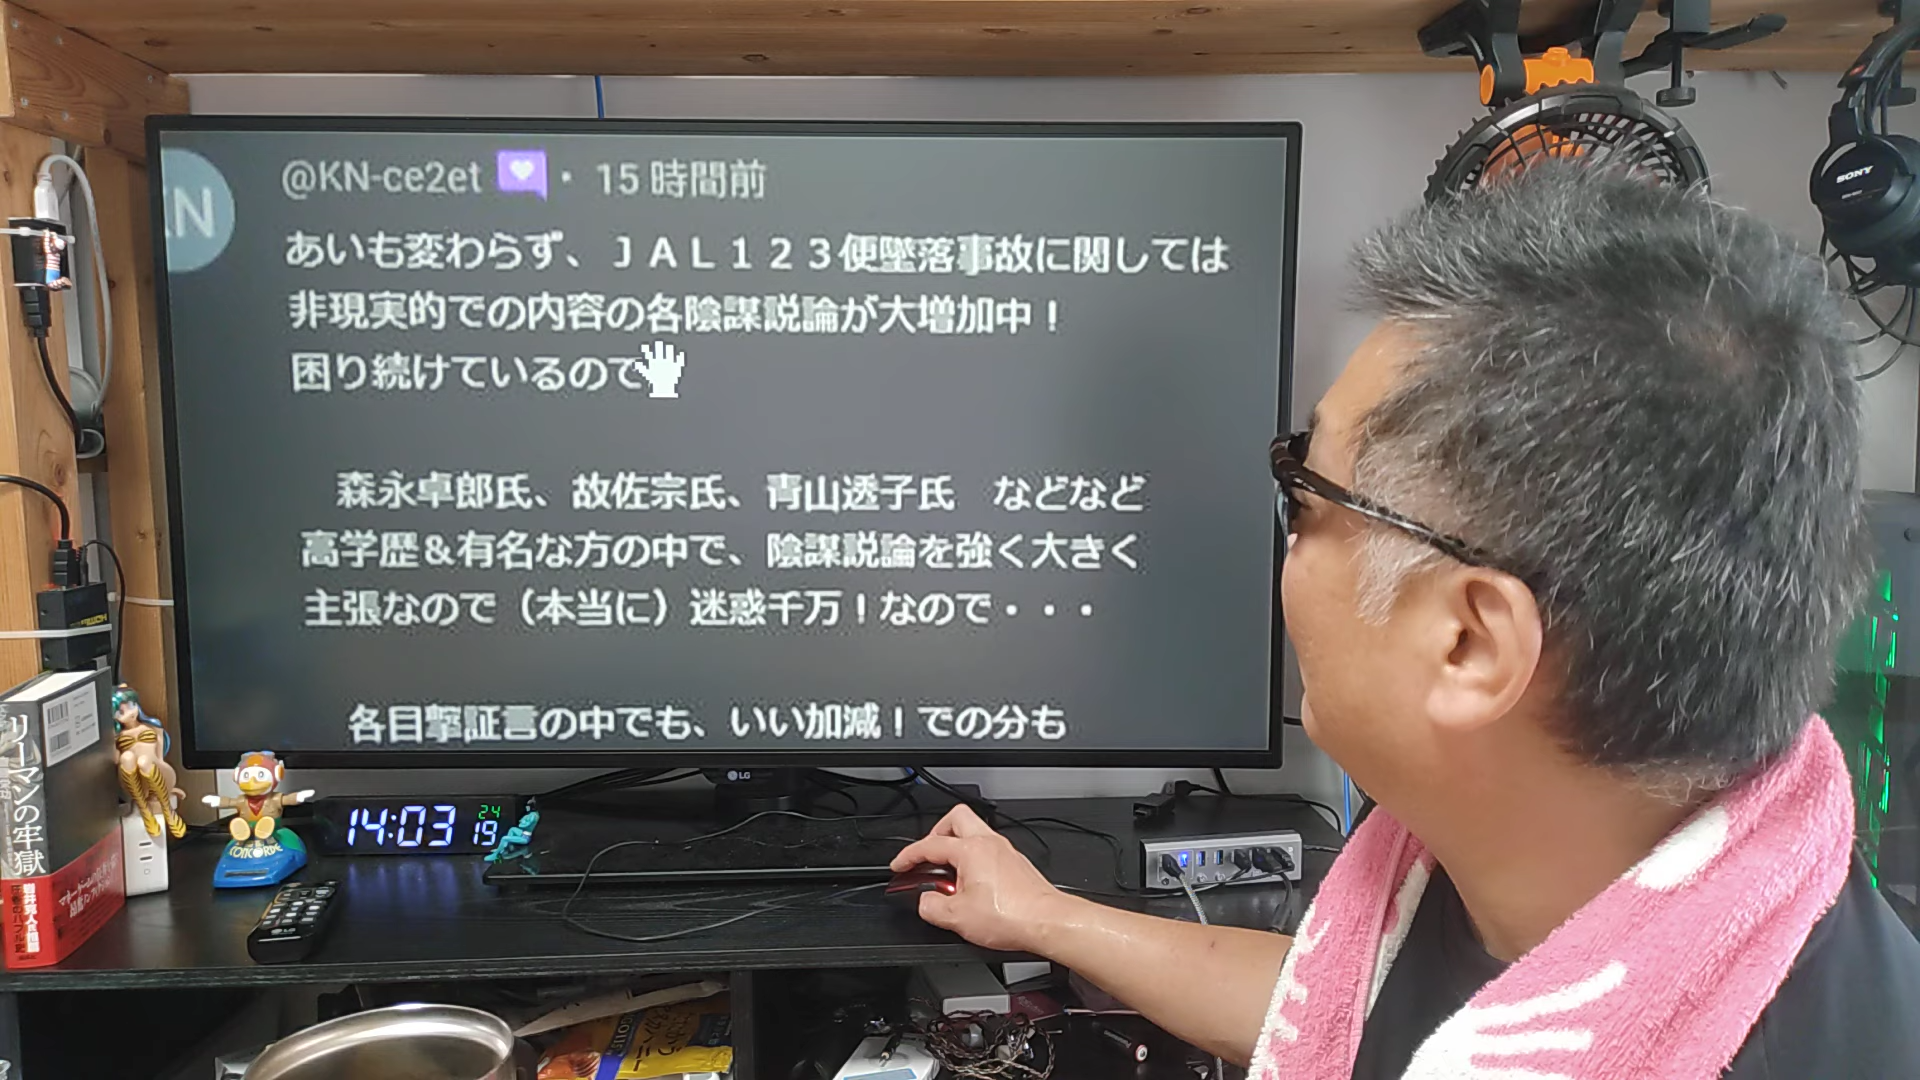 N
@KN-ce2et ・ 15 時間前
あいも変わらず、JAL123便墜落事故に関しては
非現実的での内容の各陰謀説論が大増加中！
困り続けているので
森永卓郎氏、故佐宗氏、青山透子氏　などなど
高学歴＆有名な方の中で、陰謀説論を強く大きく
主張なので（本当に）迷惑千万！なので・・・
各目撃証言の中でも、いい加減！での分も
LG
14:03
24
19
CONCORDE
リーマンの牢獄
SONY